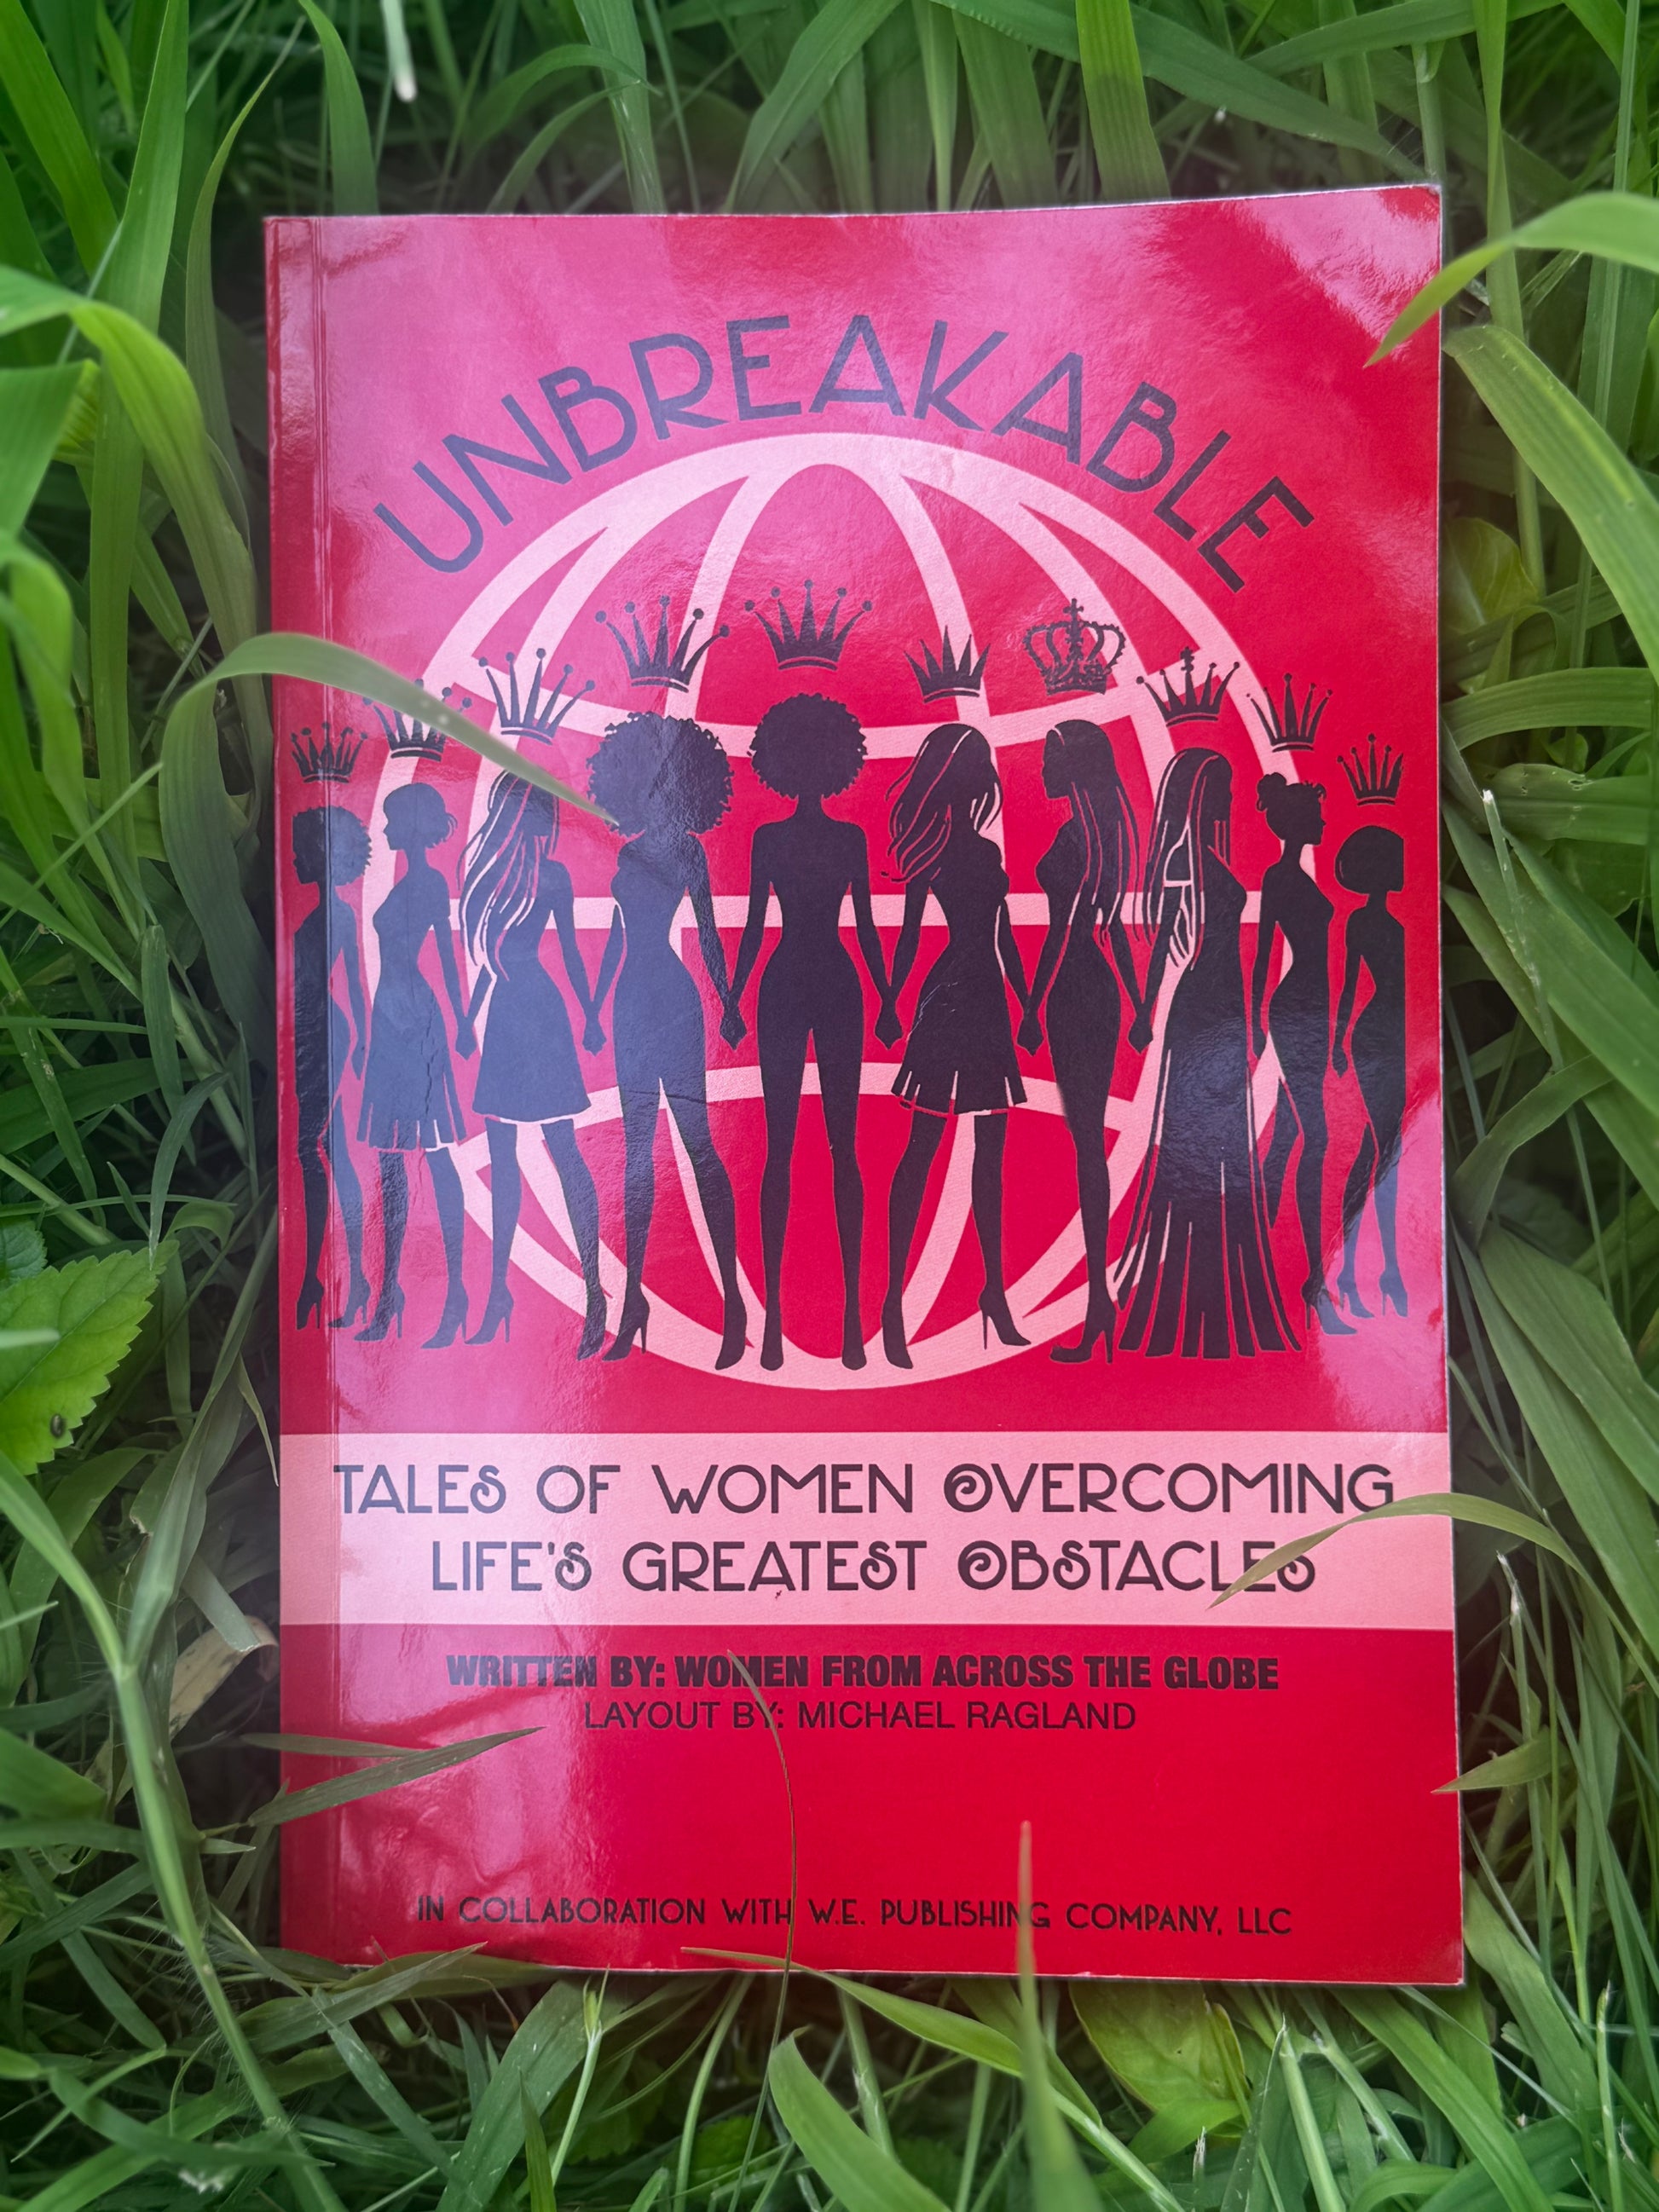 UNBREAKABLE
TALES OF WOMEN OVERCOMING
LIFE'S GREATEST OBSTACLES
WRITTEN BY: WOMEN FROM ACROSS THE GLOBE
LAYOUT BY: MICHAEL RAGLAND
IN COLLABORATION WITH W.E. PUBLISHING COMPANY, LLC